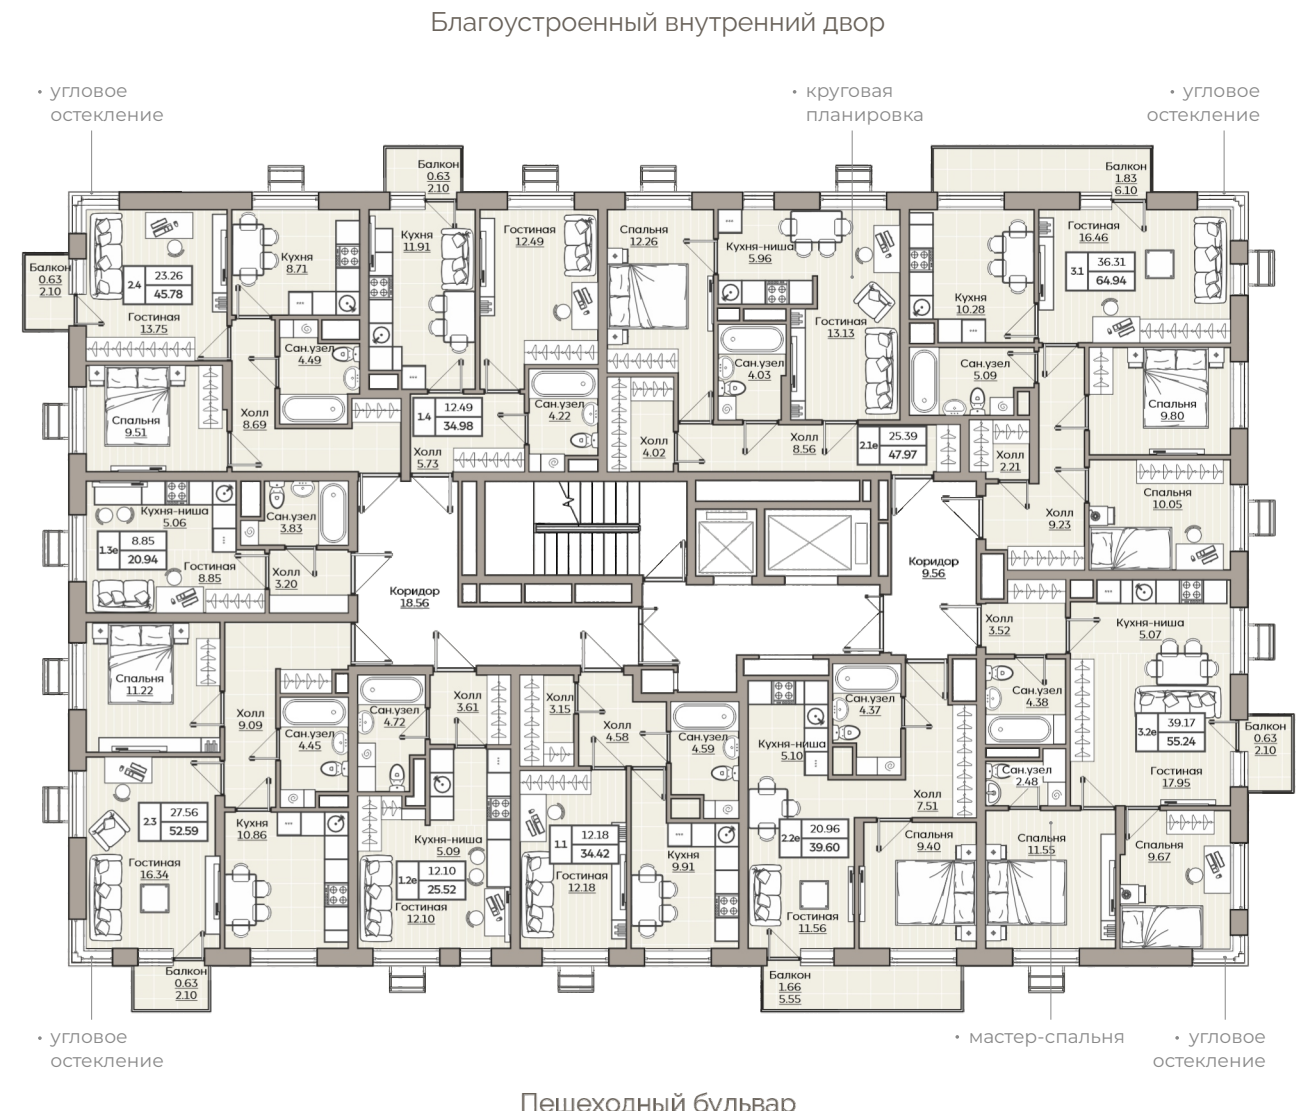 Благоустроенный внутренний двор
• угловое
остекление
• круговая
планировка
• угловое
остекление
Балкон
0.63
2.10
Балкон
1.83
6.10
Балкон
0.63
2.10
2.4
23.26
45.78
Гостиная
13.75
Кухня
8.71
Кухня
11.91
Гостиная
12.49
Спальня
12.26
Кухня-ниша
5.96
Гостиная
13.13
Кухня
10.28
Гостиная
16.46
3.1
36.31
64.94
Сан.узел
4.49
Спальня
9.51
Холл
8.69
1.4
12.49
34.98
Холл
5.73
Сан.узел
4.22
Холл
4.02
Сан.узел
4.03
Холл
8.56
2.1е
25.39
47.97
Сан.узел
5.09
Холл
2.21
Спальня
9.80
Спальня
10.05
Холл
9.23
Кухня-ниша
5.06
1.3е
8.85
20.94
Гостиная
8.85
Сан.узел
3.83
Холл
3.20
Коридор
18.56
Коридор
9.56
Холл
3.52
Кухня-ниша
5.07
Спальня
11.22
Холл
9.09
Сан.узел
4.45
Сан.узел
4.72
Холл
3.61
Холл
3.15
Холл
4.58
Сан.узел
4.59
Кухня-ниша
5.10
Сан.узел
4.37
Холл
7.51
Сан.узел
4.38
Сан.узел
2.48
3.2е
39.17
55.24
Гостиная
17.95
Балкон
0.63
2.10
2.3
27.56
52.59
Гостиная
16.34
Кухня
10.86
Кухня-ниша
5.09
1.2е
12.10
25.52
Гостиная
12.10
1.1
12.18
34.42
Гостиная
12.18
Кухня
9.91
2.2е
20.96
39.60
Гостиная
11.56
Спальня
9.40
Спальня
11.55
Спальня
9.67
Балкон
0.63
2.10
Балкон
1.66
5.55
• угловое
остекление
• мастер-спальня
• угловое
остекление
Пешеходный бульвар